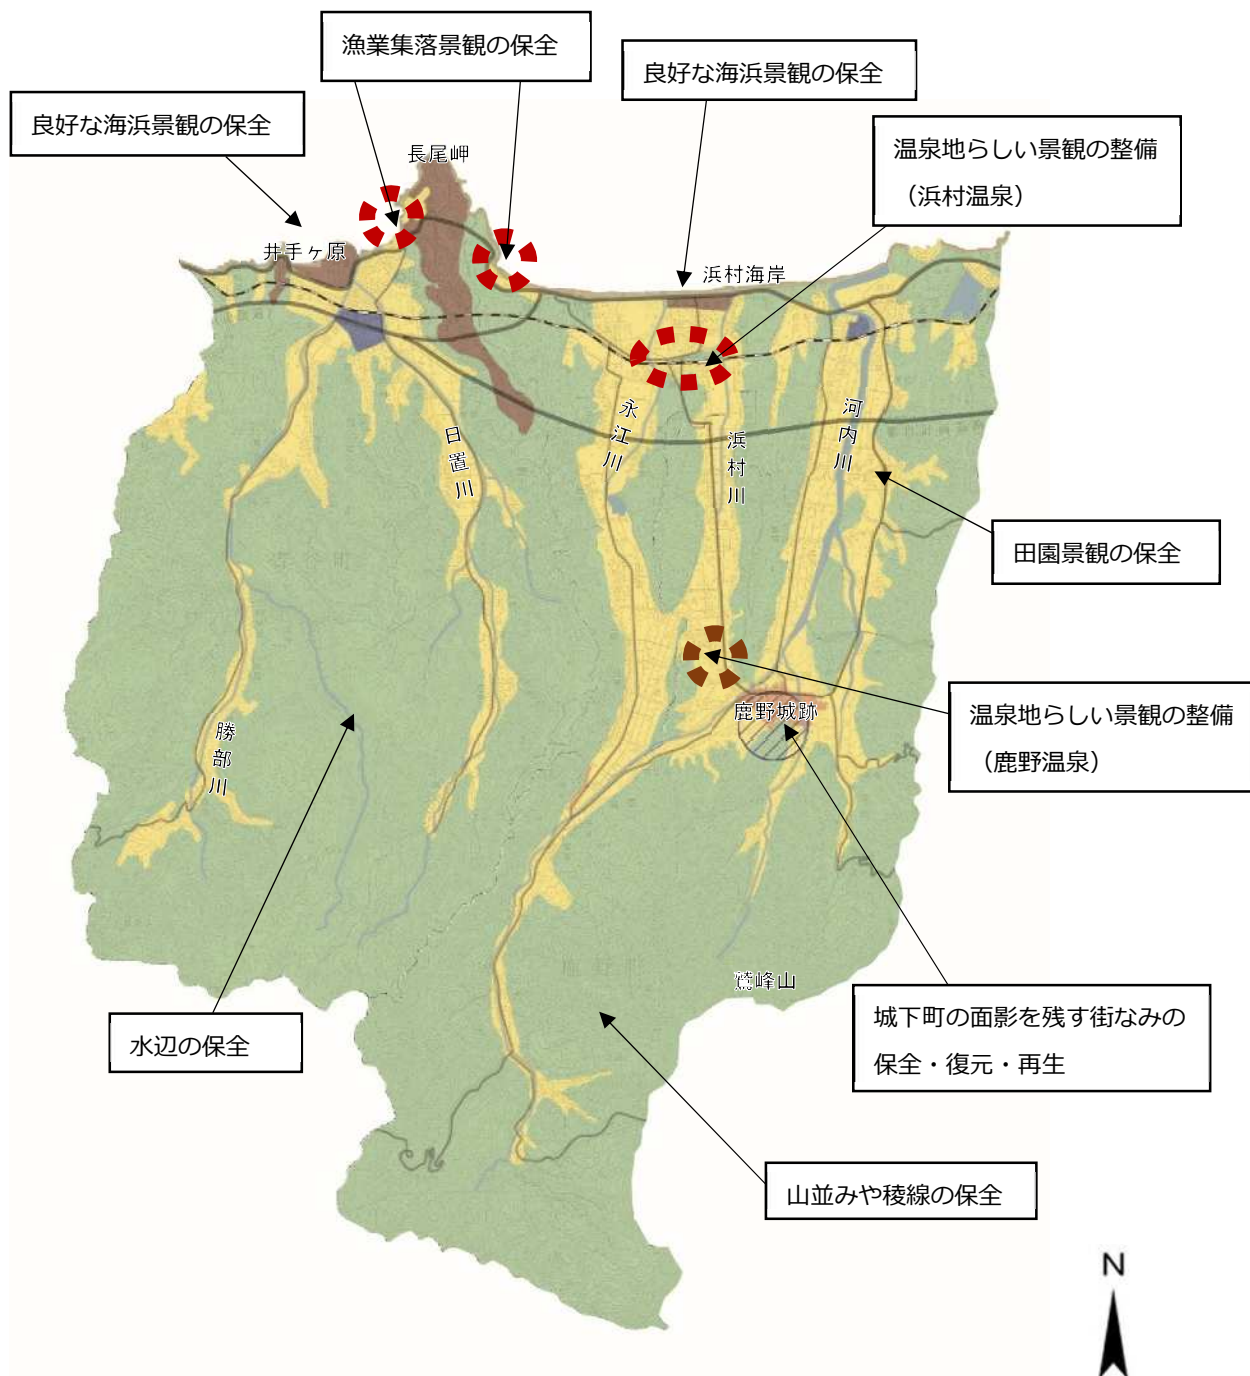 漁業集落景観の保全
良好な海浜景観の保全
良好な海浜景観の保全
温泉地らしい景観の整備
（浜村温泉）
長尾岬
井手ヶ原
浜村海岸
永江川
河内川
日置川
浜村川
田園景観の保全
温泉地らしい景観の整備
（鹿野温泉）
鹿野城跡
勝部川
鷲峰山
城下町の面影を残す街なみの
保全・復元・再生
水辺の保全
山並みや稜線の保全
N